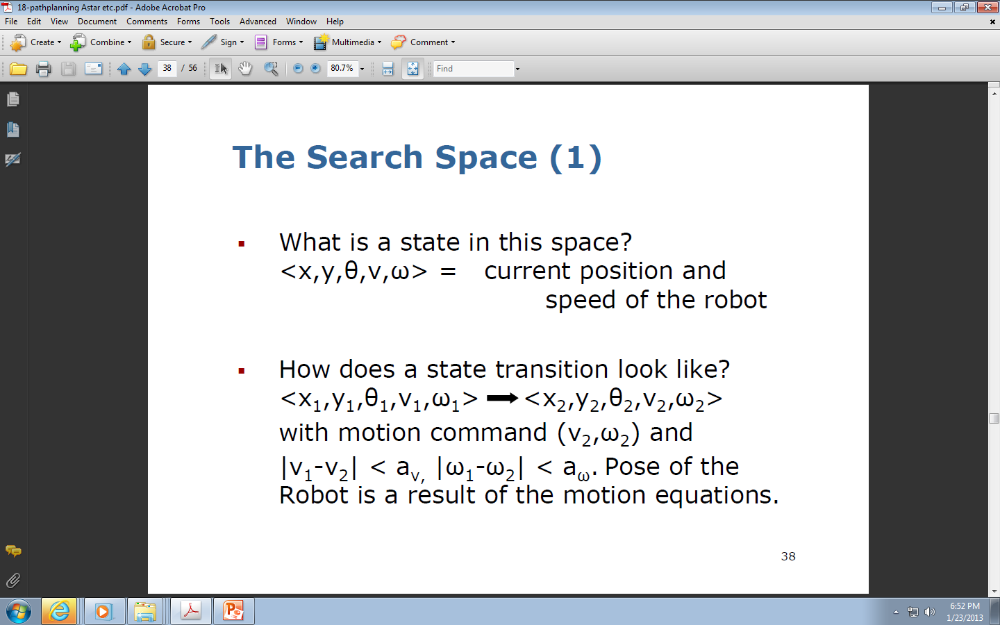 18-pathplanning Astar etc.pdf - Adobe Acrobat Pro
File Edit View Document Comments Forms Tools Advanced Window Help
Create Combine Secure Sign Forms Multimedia Comment
38 / 56 80.7% Find
The Search Space (1)
▪ What is a state in this space?
<x,y,θ,v,ω> = current position and
speed of the robot
▪ How does a state transition look like?
<x₁,y₁,θ₁,v₁,ω₁> ➡ <x₂,y₂,θ₂,v₂,ω₂>
with motion command (v₂,ω₂) and
|v₁-v₂| < aᵥ, |ω₁-ω₂| < a_ω. Pose of the
Robot is a result of the motion equations.
38
6:52 PM
1/23/2013